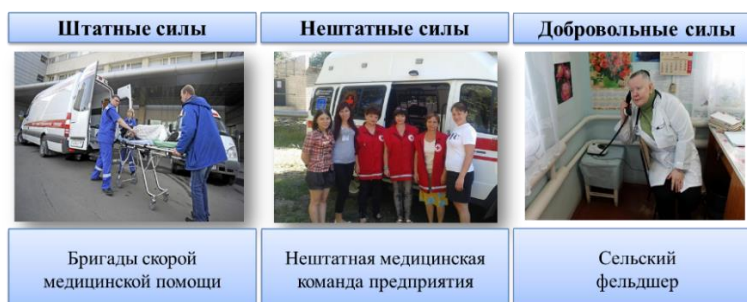 Штатные силы
Нештатные силы
Добровольные силы
Бригады скорой
медицинской помощи
Нештатная медицинская
команда предприятия
Сельский
фельдшер